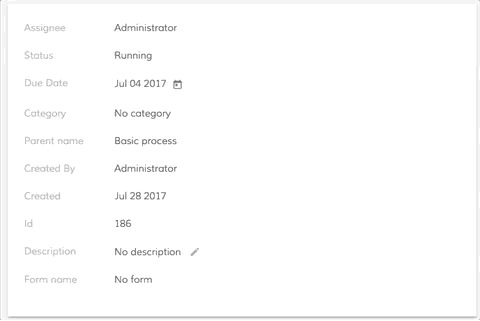 Assignee Administrator
Status Running
Due Date Jul 04 2017
Category No category
Parent name Basic process
Created By Administrator
Created Jul 28 2017
Id 186
Description No description
Form name No form